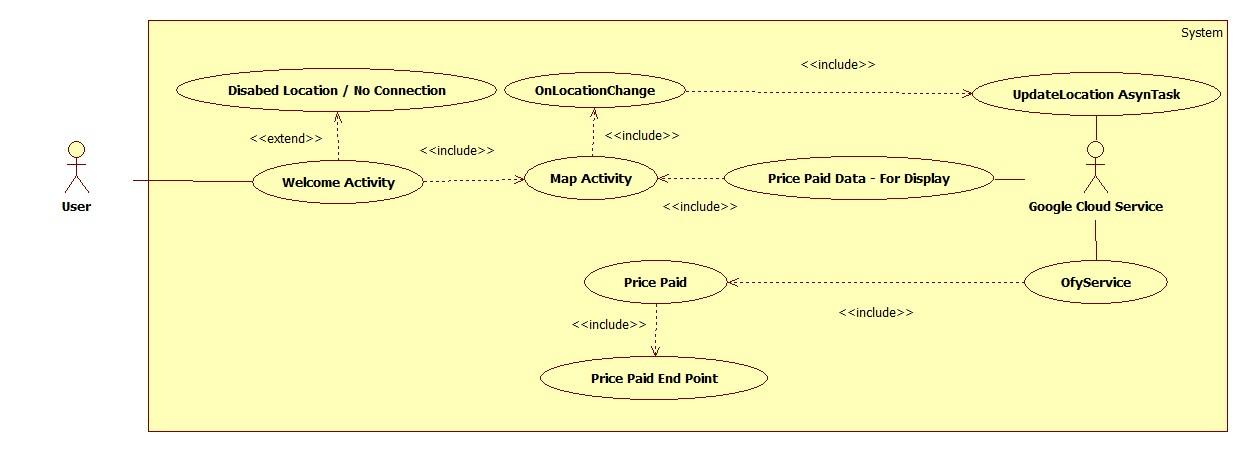 System
<<include>>
Disabed Location / No Connection
OnLocationChange
UpdateLocation AsynTask
<<extend>>
<<include>>
<<include>>
Welcome Activity
Map Activity
Price Paid Data - For Display
User
<<include>>
Google Cloud Service
Price Paid
OfyService
<<include>>
<<include>>
Price Paid End Point